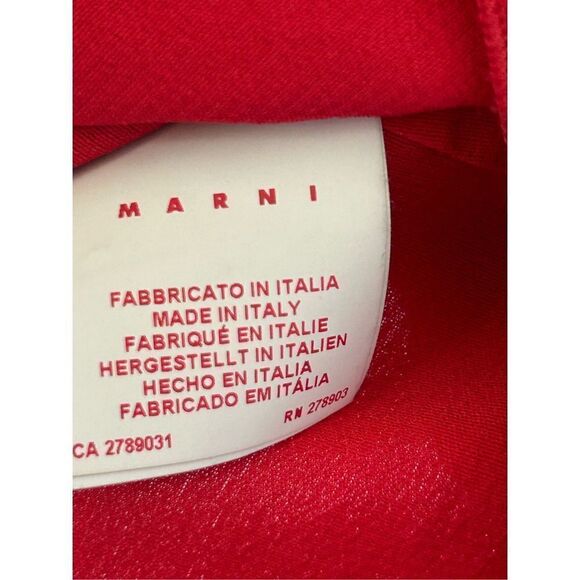 MARNI
FABBRICATO IN ITALIA
MADE IN ITALY
FABRIQUÉ EN ITALIE
HERGESTELLT IN ITALIEN
HECHO EN ITALIA
FABRICADO EM ITÁLIA
CA 2789031 RN 278903